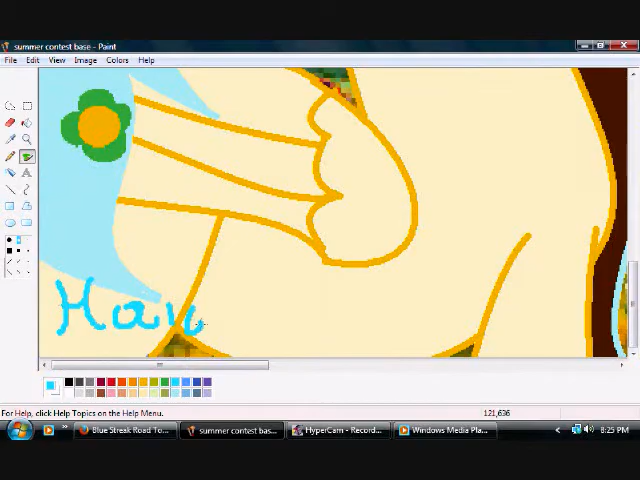 summer contest base - Paint
File Edit View Image Colors Help
For Help, click Help Topics on the Help Menu.
121,636
Blue Streak Road To...
summer contest bas...
HyperCam - Record...
Windows Media Pla...
8:25 PM